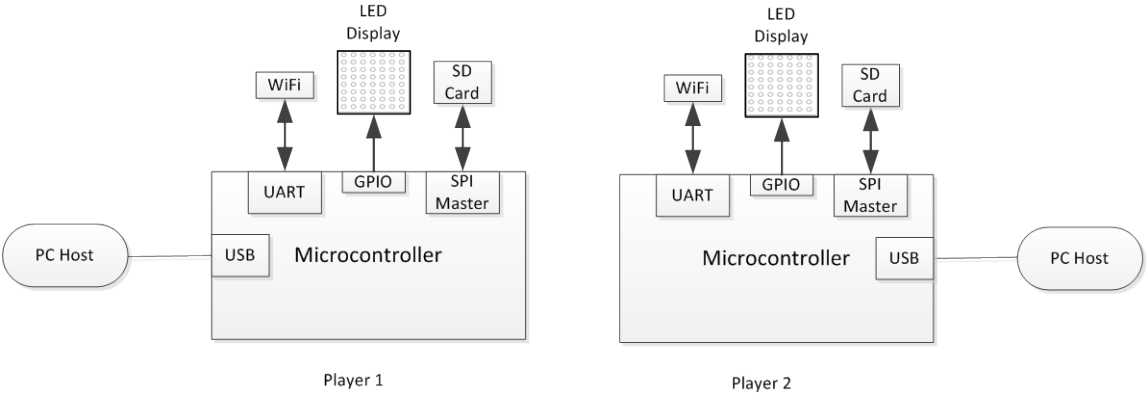 LED
Display
WiFi
SD
Card
UART
GPIO
SPI
Master
PC Host
USB
Microcontroller
Player 1
LED
Display
WiFi
SD
Card
UART
GPIO
SPI
Master
Microcontroller
USB
PC Host
Player 2